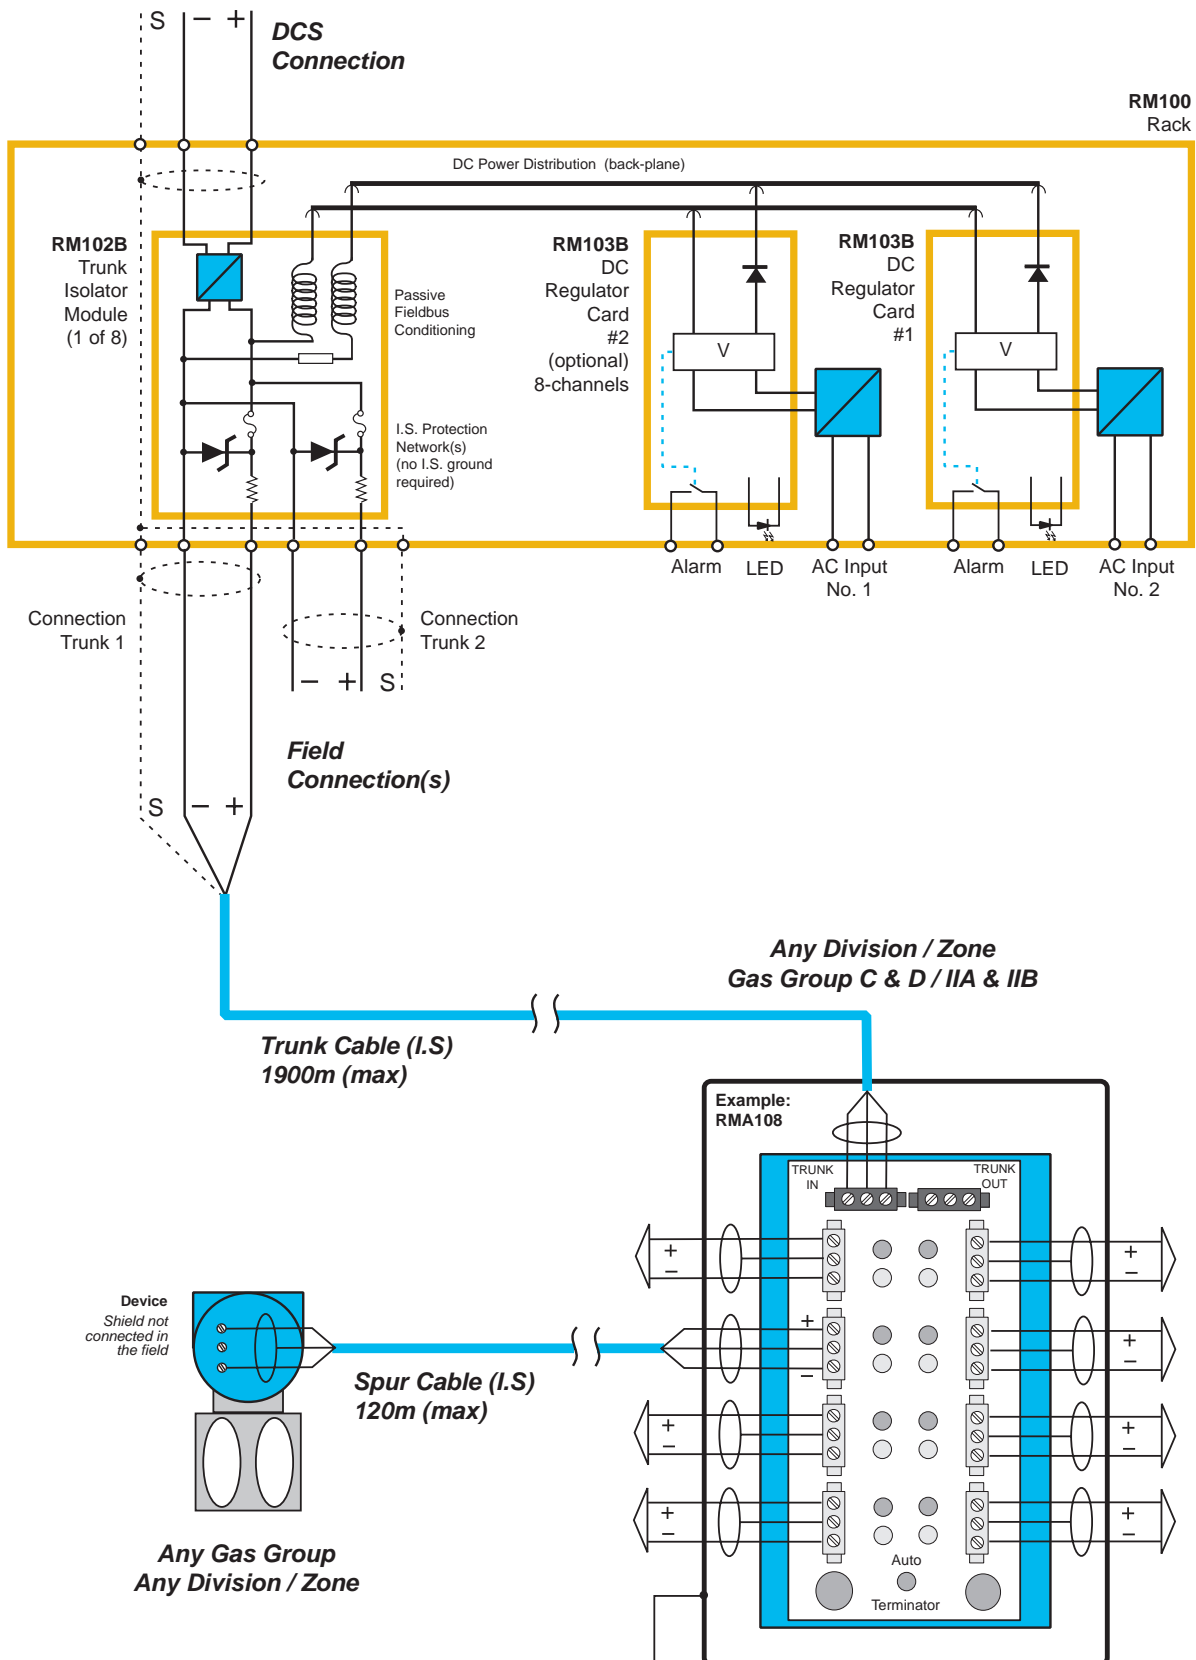 S − +
DCS
Connection
RM100
Rack
DC Power Distribution (back-plane)
RM102B
Trunk
Isolator
Module
(1 of 8)
Passive
Fieldbus
Conditioning
I.S. Protection
Network(s)
(no I.S. ground
required)
RM103B
DC
Regulator
Card
#2
(optional)
8-channels
V
RM103B
DC
Regulator
Card
#1
V
Alarm
LED
AC Input
No. 1
Alarm
LED
AC Input
No. 2
Connection
Trunk 1
Connection
Trunk 2
− + S
Field
Connection(s)
S − +
Any Division / Zone
Gas Group C & D / IIA & IIB
Trunk Cable (I.S)
1900m (max)
Example:
RMA108
TRUNK
IN
TRUNK
OUT
+
−
+
−
+
−
+
−
+
−
+
−
+
−
+
−
Device
Shield not
connected in
the field
Spur Cable (I.S)
120m (max)
Any Gas Group
Any Division / Zone
Auto
Terminator